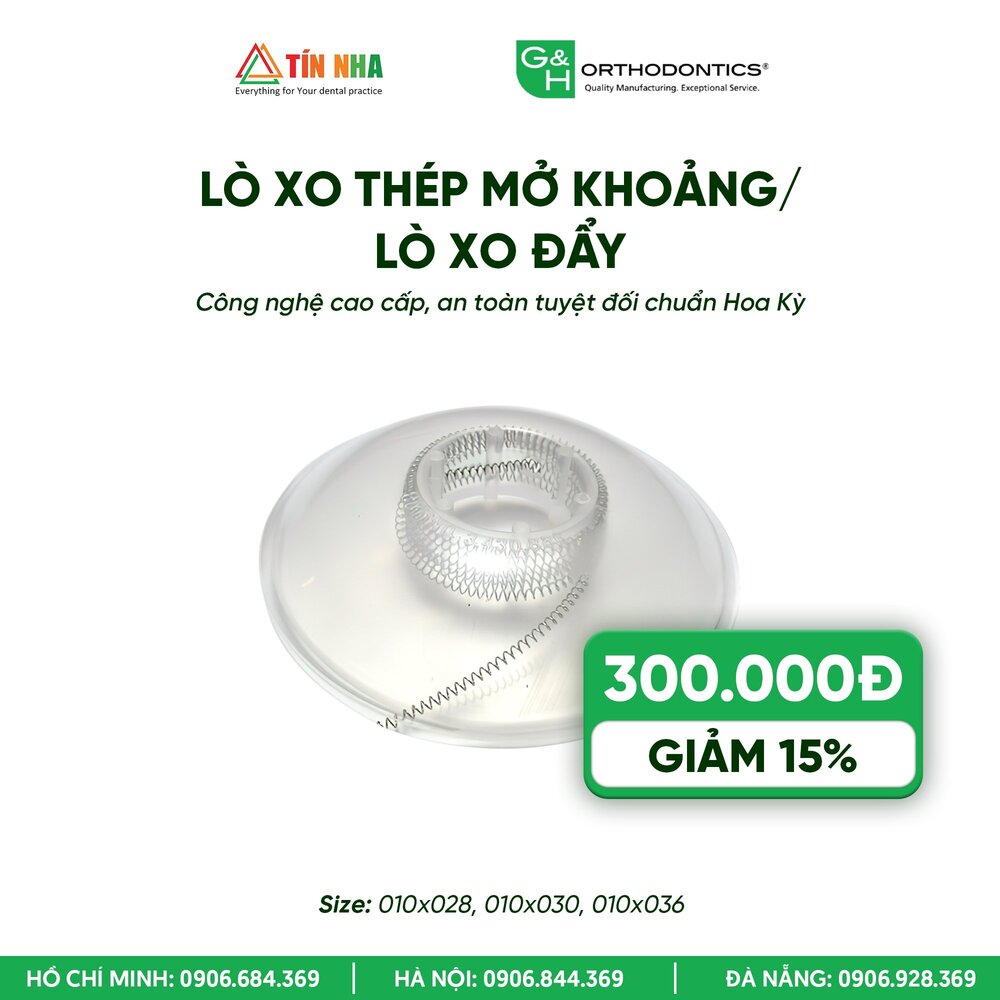 TÍN NHA
Everything for Your dental practice
G&H ORTHODONTICS®
Quality Manufacturing. Exceptional Service.
LÒ XO THÉP MỞ KHOẢNG/
LÒ XO ĐẨY
Công nghệ cao cấp, an toàn tuyệt đối chuẩn Hoa Kỳ
300.000Đ
GIẢM 15%
Size: 010x028, 010x030, 010x036
HỒ CHÍ MINH: 0906.684.369 | HÀ NỘI: 0906.844.369 | ĐÀ NẴNG: 0906.928.369